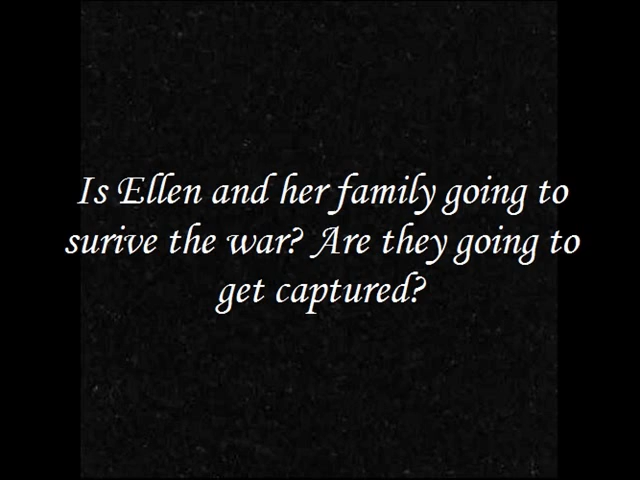 Is Ellen and her family going to
surive the war? Are they going to
get captured?